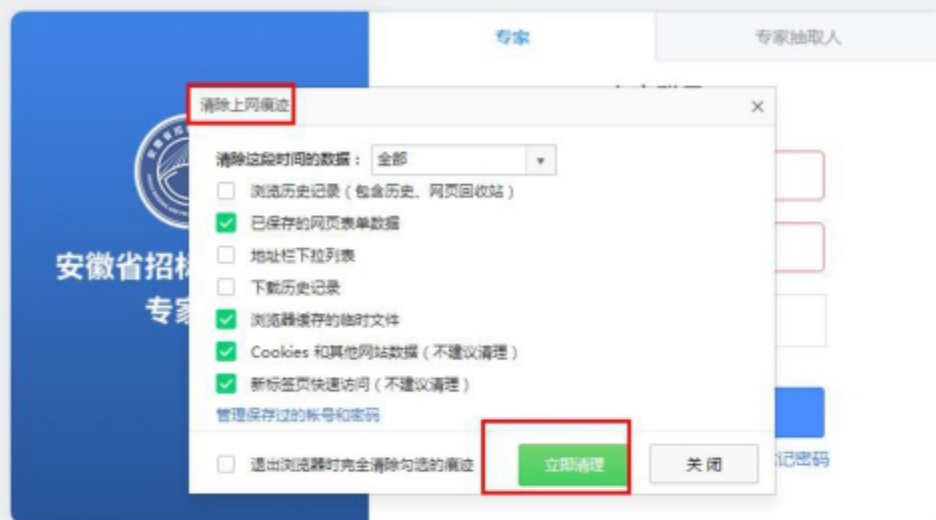 专家
专家抽取人
清除上网痕迹
清除这段时间的数据： 全部
浏览历史记录（包含历史、网页回收站）
已保存的网页表单数据
地址栏下拉列表
下载历史记录
浏览器缓存的临时文件
Cookies 和其他网站数据（不建议清理）
新标签页快速访问（不建议清理）
管理保存过的帐号和密码
退出浏览器时完全清除勾选的痕迹
立即清理
关闭
安徽省招
专
记密码